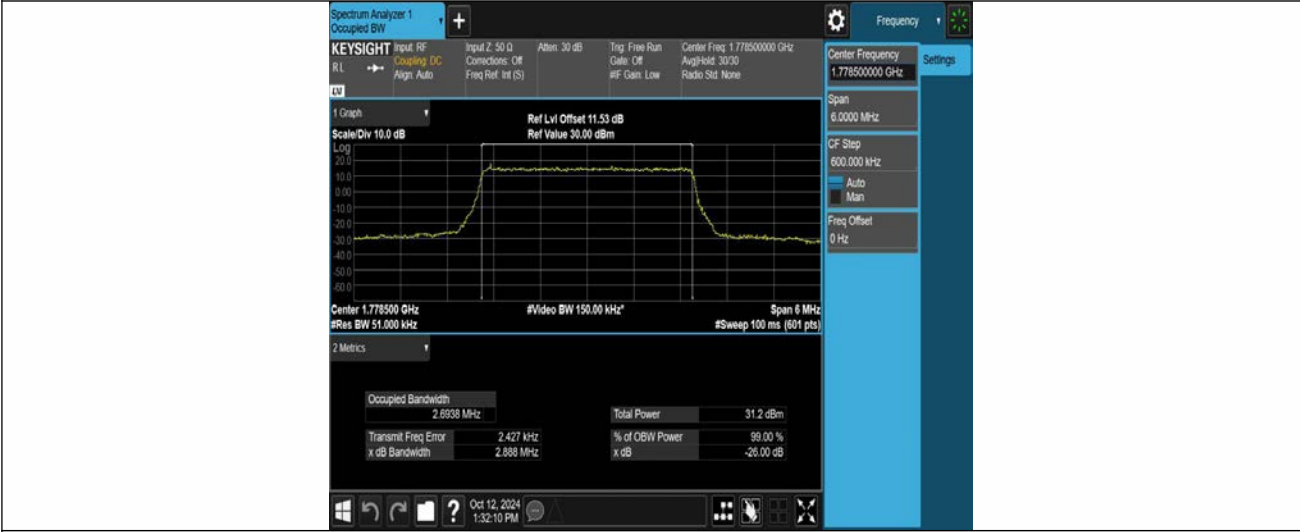 Spectrum Analyzer 1
Occupied BW
Frequency
KEYSIGHT
RL
Input: RF
Coupling: DC
Align: Auto
Input Z: 50 Ω
Corrections: Off
Freq Ref: Int (S)
Atten: 30 dB
Trig: Free Run
Gate: Off
#IF Gain: Low
Center Freq: 1.778500000 GHz
Avg|Hold: 30/30
Radio Std: None
Center Frequency
1.778500000 GHz
Settings
Span
6.0000 MHz
CF Step
600.000 kHz
Auto
Man
Freq Offset
0 Hz
1 Graph
Scale/Div 10.0 dB
Ref Lvl Offset 11.53 dB
Ref Value 30.00 dBm
Log
20.0
10.0
0.00
-10.0
-20.0
-30.0
-40.0
-50.0
-60.0
Center 1.778500 GHz
#Video BW 150.00 kHz*
Span 6 MHz
#Res BW 51.000 kHz
#Sweep 100 ms (601 pts)
2 Metrics
Occupied Bandwidth
2.6938 MHz
Total Power 31.2 dBm
Transmit Freq Error 2.427 kHz
% of OBW Power 99.00 %
x dB Bandwidth 2.888 MHz
x dB -26.00 dB
Oct 12, 2024
1:32:10 PM